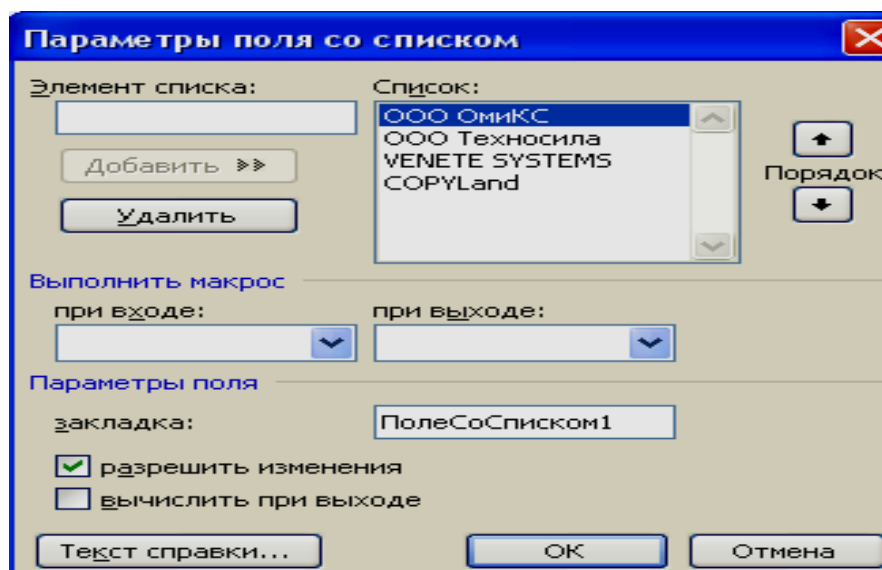 Параметры поля со списком
Элемент списка:
Список:
ООО ОмиКС
ООО Техносила
VENETE SYSTEMS
COPYLand
Добавить
Удалить
Порядок
Выполнить макрос
при входе:
при выходе:
Параметры поля
закладка:
ПолеСоСписком1
разрешить изменения
вычислить при выходе
Текст справки...
ОК
Отмена